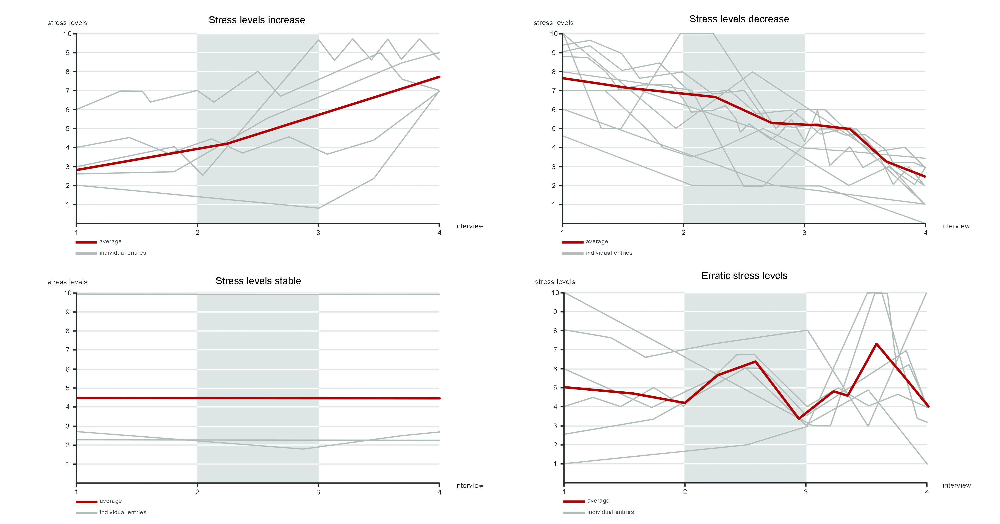 Stress levels increase
stress levels
10
9
8
7
6
5
4
3
2
1
1 2 3 4
interview
average
individual entries
Stress levels decrease
stress levels
10
9
8
7
6
5
4
3
2
1
1 2 3 4
interview
average
individual entries
Stress levels stable
stress levels
10
9
8
7
6
5
4
3
2
1
1 2 3 4
interview
average
individual entries
Erratic stress levels
stress levels
10
9
8
7
6
5
4
3
2
1
1 2 3 4
interview
average
individual entries